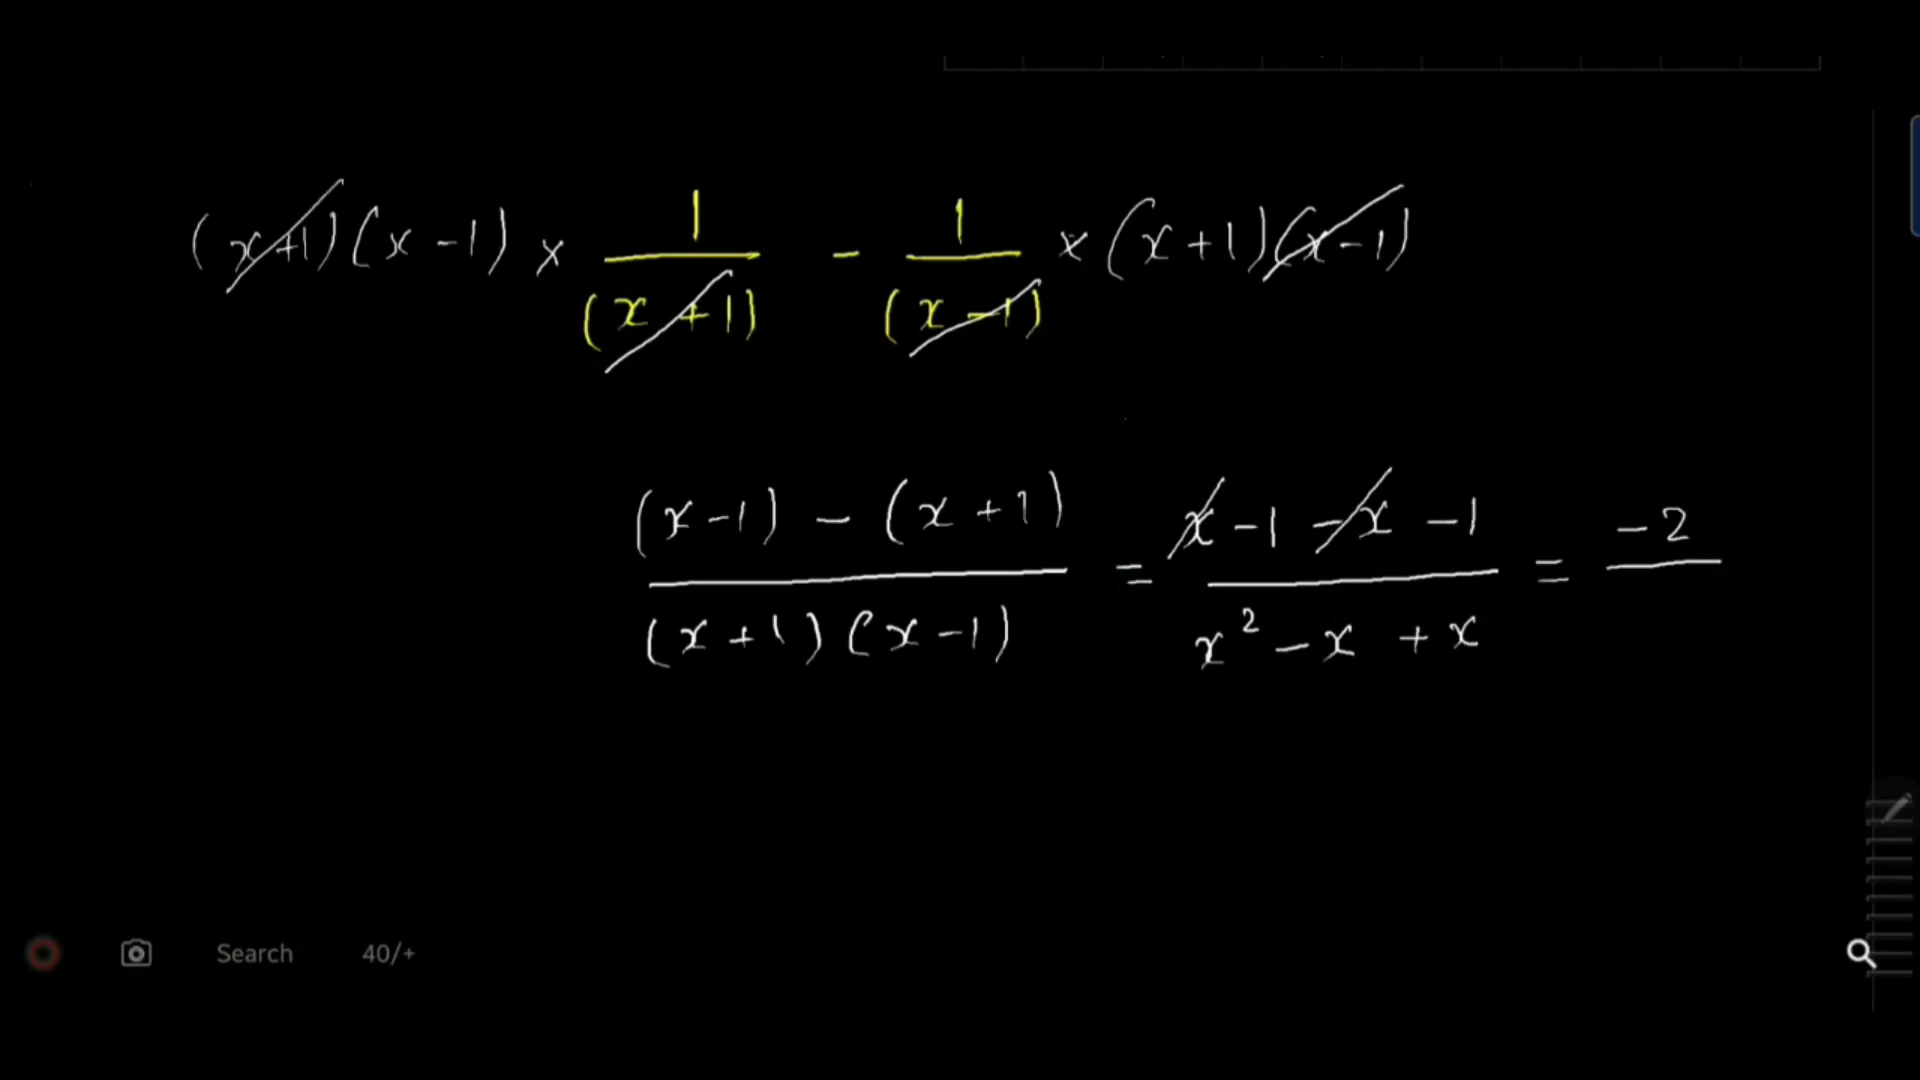 (x+1)(x-1) × 1/(x+1) - 1/(x-1) × (x+1)(x-1)
((x-1) - (x+1))/((x+1)(x-1)) = (x-1-x-1)/(x² - x + x) = -2/
Search 40/+